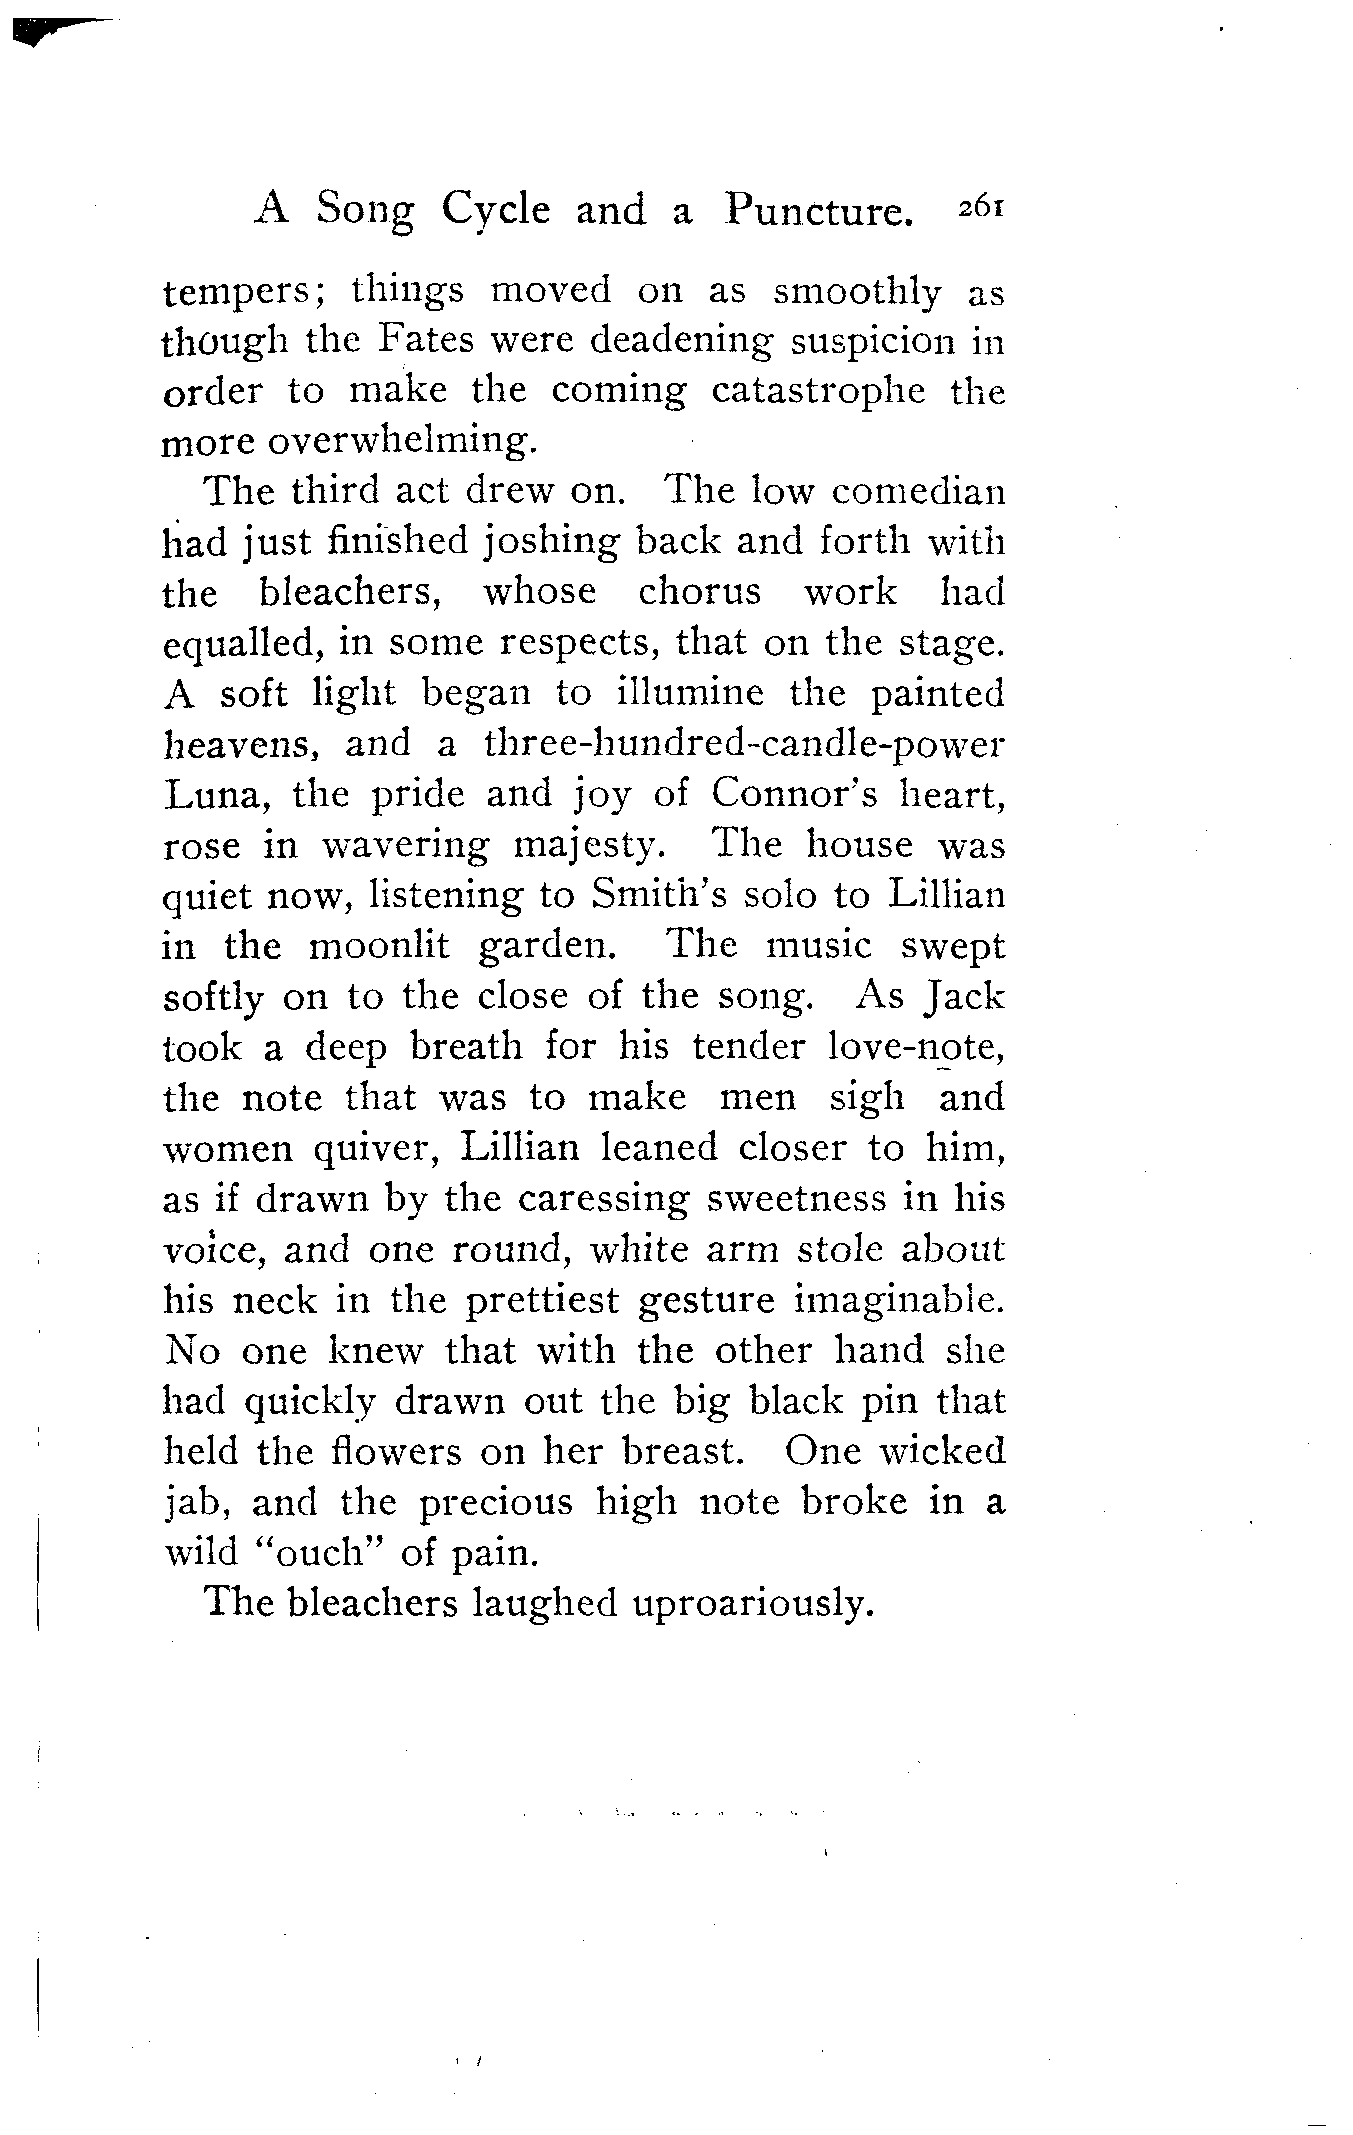 A Song Cycle and a Puncture. 261
tempers; things moved on as smoothly as
though the Fates were deadening suspicion in
order to make the coming catastrophe the
more overwhelming.
The third act drew on. The low comedian
had just finished joshing back and forth with
the bleachers, whose chorus work had
equalled, in some respects, that on the stage.
A soft light began to illumine the painted
heavens, and a three-hundred-candle-power
Luna, the pride and joy of Connor's heart,
rose in wavering majesty. The house was
quiet now, listening to Smith's solo to Lillian
in the moonlit garden. The music swept
softly on to the close of the song. As Jack
took a deep breath for his tender love-note,
the note that was to make men sigh and
women quiver, Lillian leaned closer to him,
as if drawn by the caressing sweetness in his
voice, and one round, white arm stole about
his neck in the prettiest gesture imaginable.
No one knew that with the other hand she
had quickly drawn out the big black pin that
held the flowers on her breast. One wicked
jab, and the precious high note broke in a
wild "ouch" of pain.
The bleachers laughed uproariously.